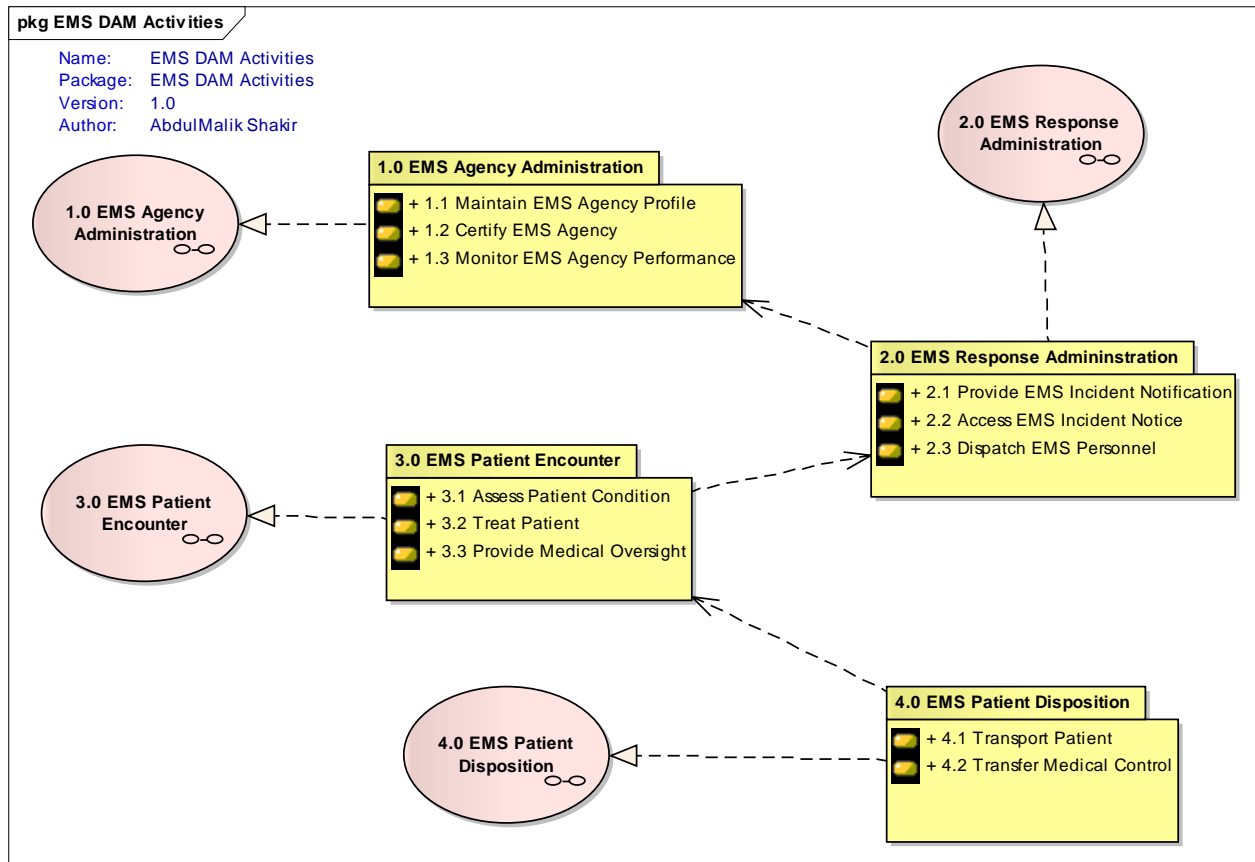 pkg EMS DAM Activities
Name: EMS DAM Activities
Package: EMS DAM Activities
Version: 1.0
Author: AbdulMalik Shakir
2.0 EMS Response
Administration
1.0 EMS Agency
Administration
1.0 EMS Agency Administration
+ 1.1 Maintain EMS Agency Profile
+ 1.2 Certify EMS Agency
+ 1.3 Monitor EMS Agency Performance
2.0 EMS Response Admininstration
+ 2.1 Provide EMS Incident Notification
+ 2.2 Access EMS Incident Notice
+ 2.3 Dispatch EMS Personnel
3.0 EMS Patient
Encounter
3.0 EMS Patient Encounter
+ 3.1 Assess Patient Condition
+ 3.2 Treat Patient
+ 3.3 Provide Medical Oversight
4.0 EMS Patient
Disposition
4.0 EMS Patient Disposition
+ 4.1 Transport Patient
+ 4.2 Transfer Medical Control